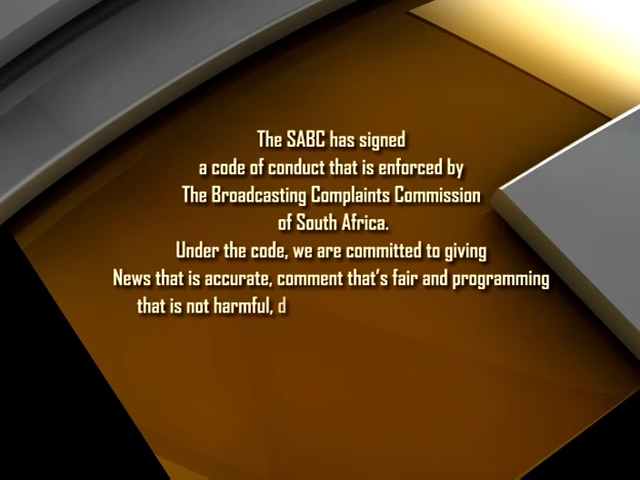 The SABC has signed
a code of conduct that is enforced by
The Broadcasting Complaints Commission
of South Africa.
Under the code, we are committed to giving
News that is accurate, comment that's fair and programming
that is not harmful, d